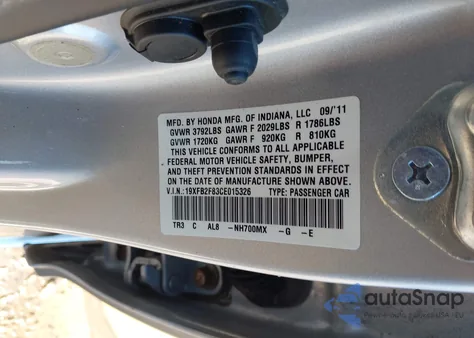 MFD. BY HONDA MFG. OF INDIANA, LLC 09/'11
GVWR 3792LBS GAWR F 2029LBS R 1786LBS
GVWR 1720KG GAWR F 920KG R 810KG
THIS VEHICLE CONFORMS TO ALL APPLICABLE
FEDERAL MOTOR VEHICLE SAFETY, BUMPER,
AND THEFT PREVENTION STANDARDS IN EFFECT
ON THE DATE OF MANUFACTURE SHOWN ABOVE.
V.I.N.:19XFB2F83CE015326 TYPE: PASSENGER CAR
TR3 C AL8 -NH700MX -G -E
autoSnap